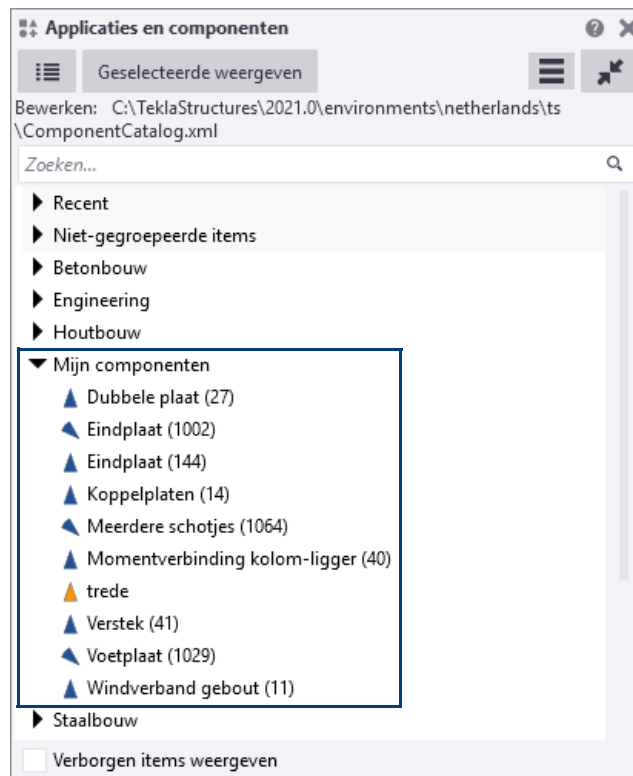 Applicaties en componenten
Geselecteerde weergeven
Bewerken: C:\TeklaStructures\2021.0\environments\netherlands\ts
\ComponentCatalog.xml
Zoeken...
Recent
Niet-gegroepeerde items
Betonbouw
Engineering
Houtbouw
Mijn componenten
Dubbele plaat (27)
Eindplaat (1002)
Eindplaat (144)
Koppelplaten (14)
Meerdere schotjes (1064)
Momentverbinding kolom-ligger (40)
trede
Verstek (41)
Voetplaat (1029)
Windverband gebout (11)
Staalbouw
Verborgen items weergeven